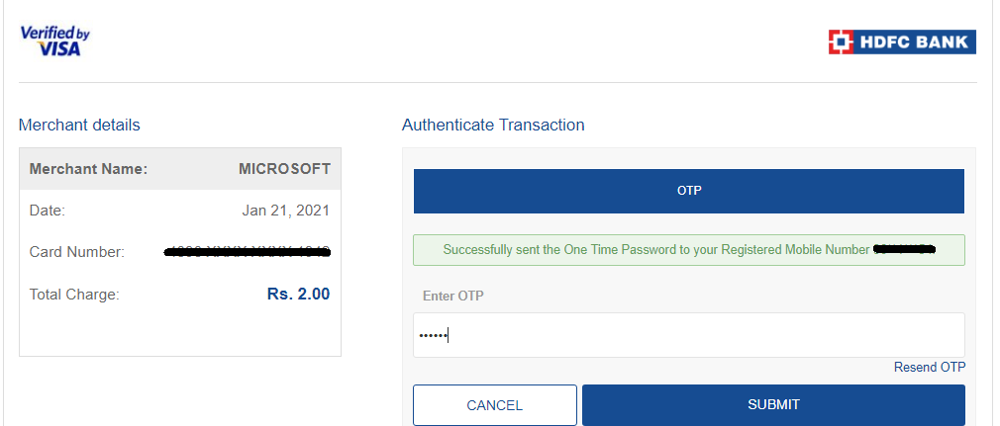 Verified by
VISA
HDFC BANK
Merchant details
Authenticate Transaction
Merchant Name: MICROSOFT
OTP
Date: Jan 21, 2021
Successfully sent the One Time Password to your Registered Mobile Number
Card Number:
Total Charge: Rs. 2.00
Enter OTP
••••••
Resend OTP
CANCEL
SUBMIT